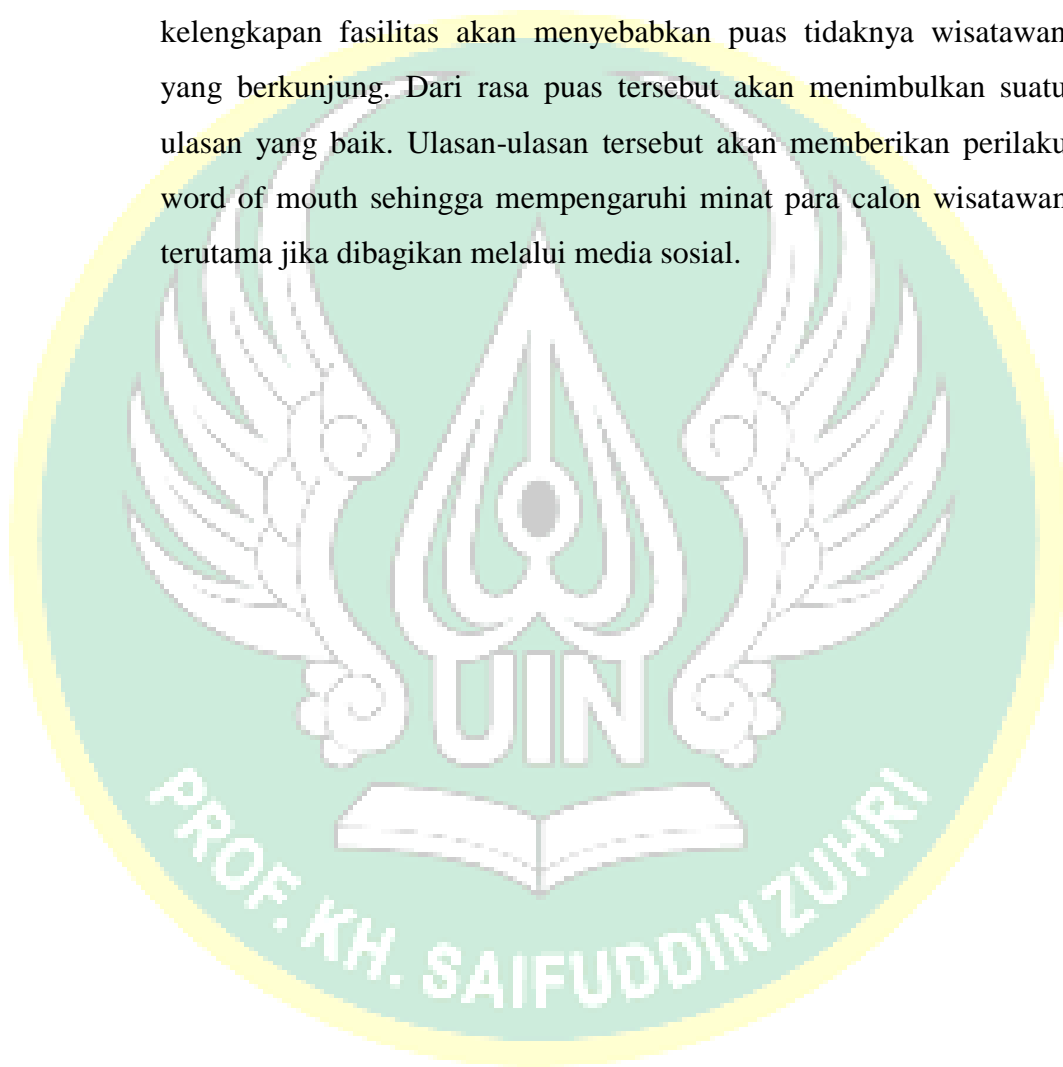 kelengkapan fasilitas akan menyebabkan puas tidaknya wisatawan
yang berkunjung. Dari rasa puas tersebut akan menimbulkan suatu
ulasan yang baik. Ulasan-ulasan tersebut akan memberikan perilaku
word of mouth sehingga mempengaruhi minat para calon wisatawan
terutama jika dibagikan melalui media sosial.
UIN
PROF. KH. SAIFUDDIN ZUHRI